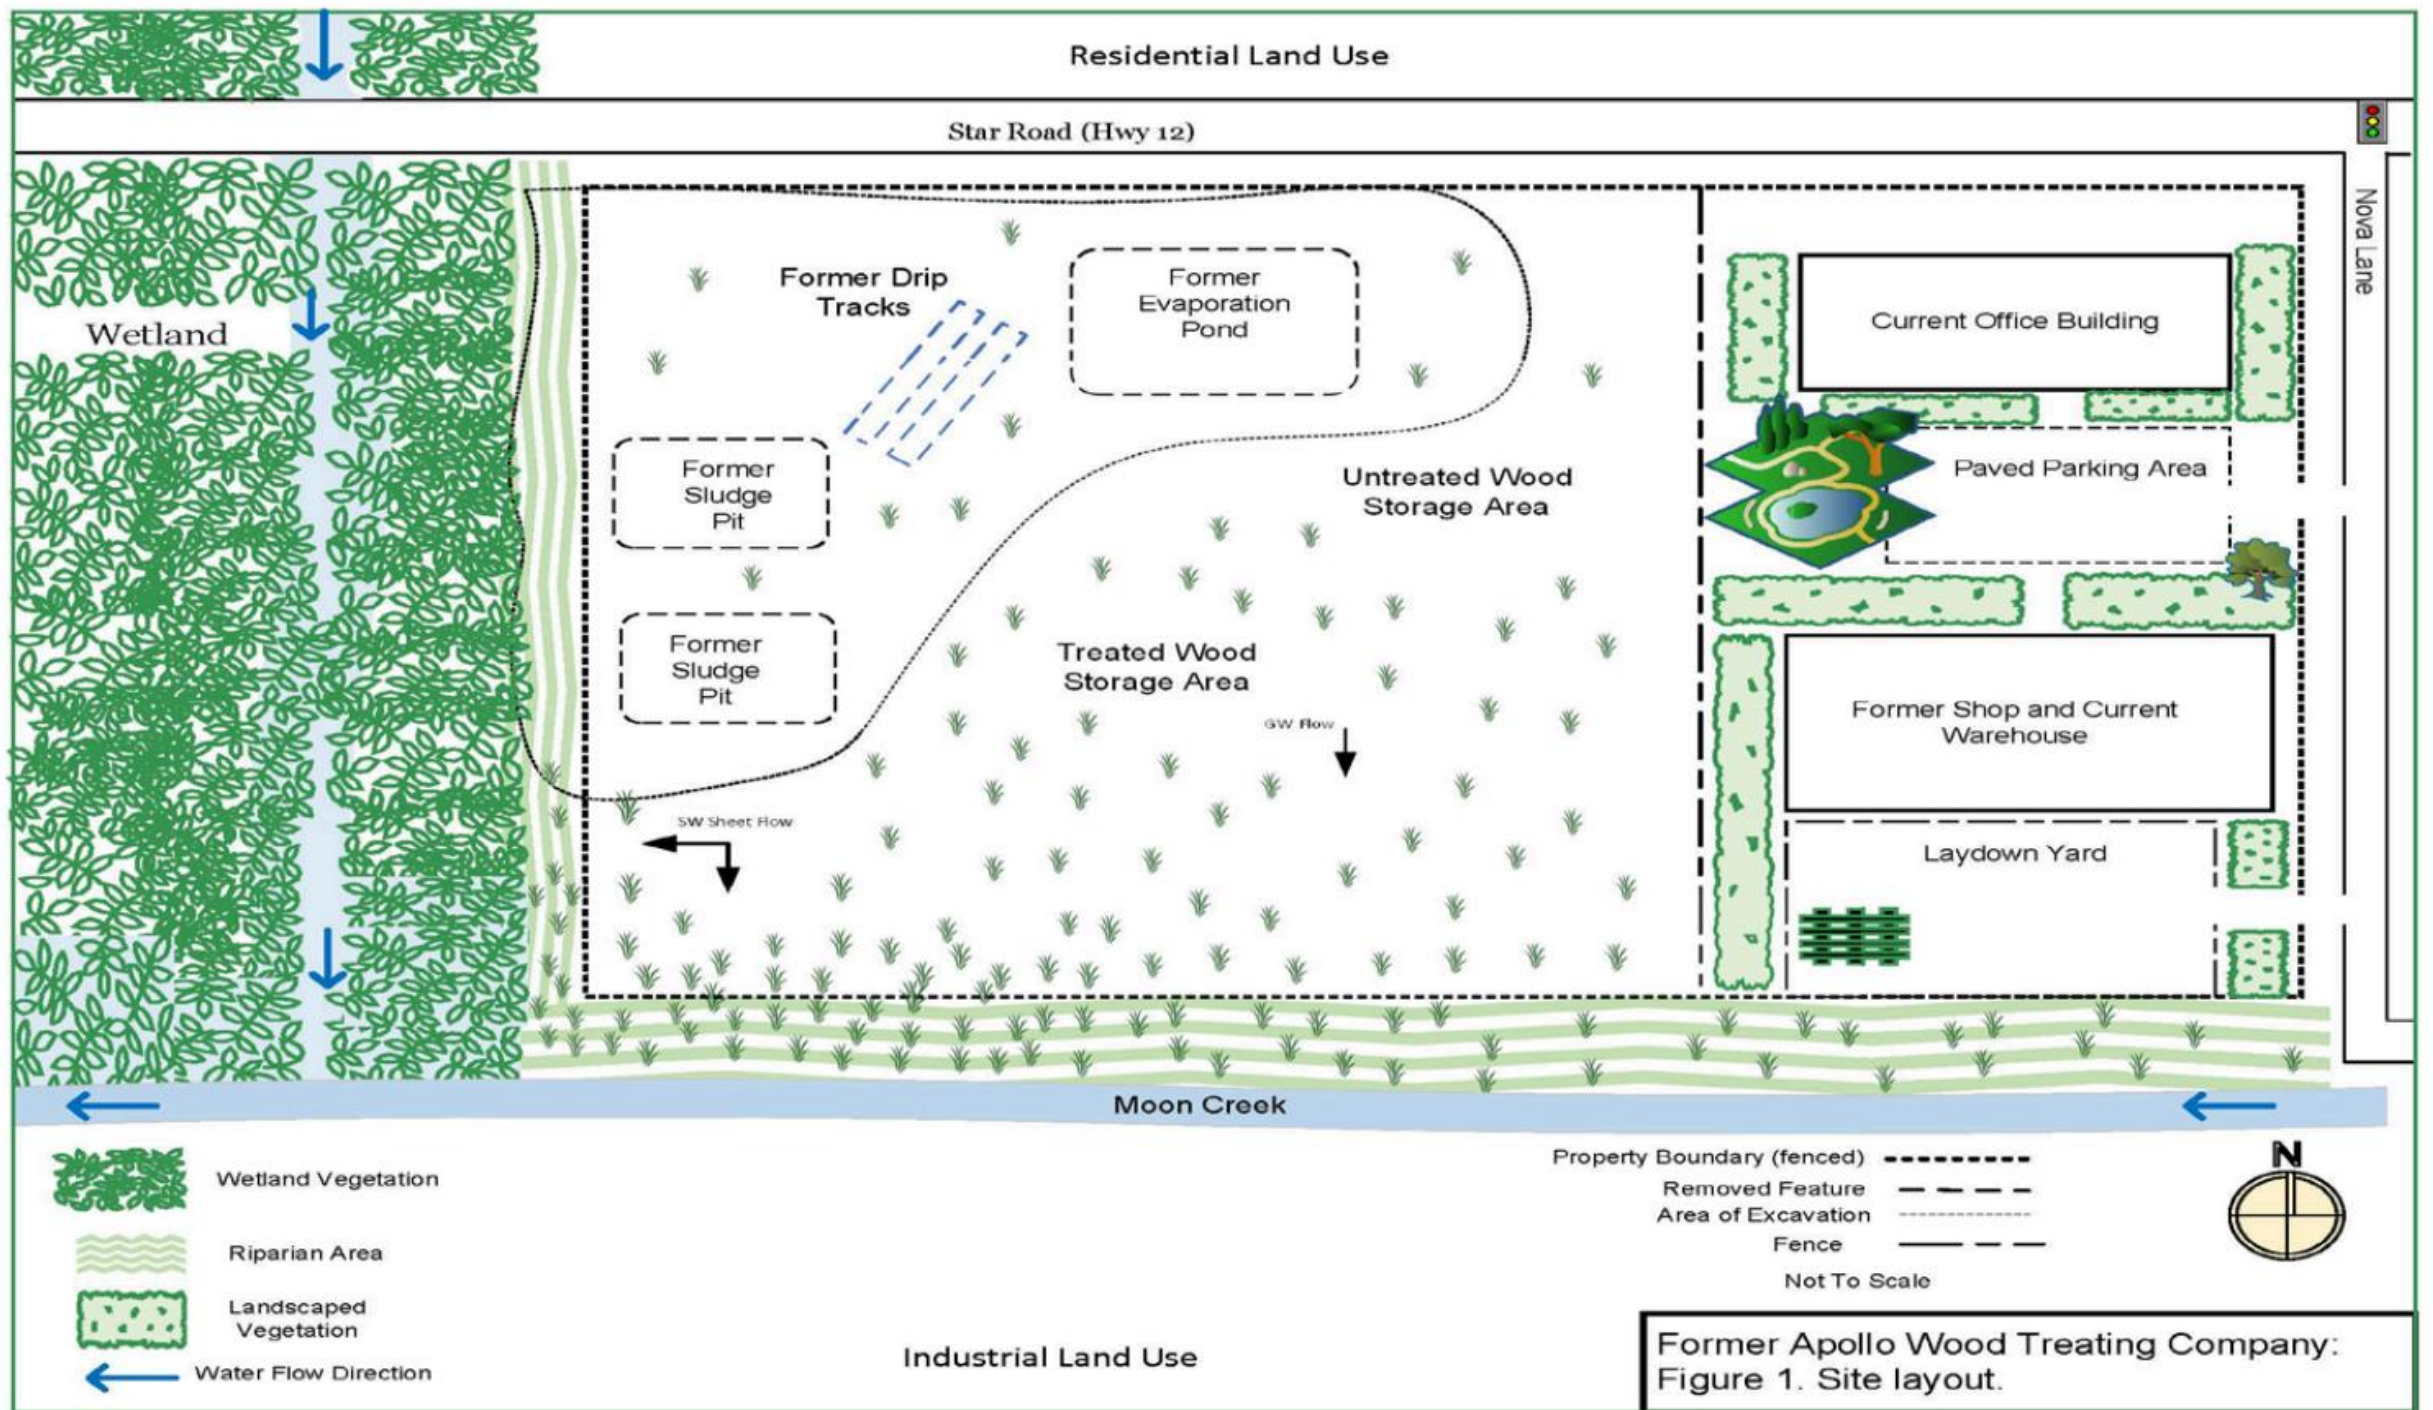 Residential Land Use
Star Road (Hwy 12)
Nova Lane
Former Drip
Tracks
Former
Evaporation
Pond
Current Office Building
Wetland
Former
Sludge
Pit
Untreated Wood
Storage Area
Paved Parking Area
Former
Sludge
Pit
Treated Wood
Storage Area
GW Flow
Former Shop and Current
Warehouse
SW Sheet Flow
Laydown Yard
Moon Creek
Wetland Vegetation
Riparian Area
Landscaped
Vegetation
Water Flow Direction
Property Boundary (fenced)
Removed Feature
Area of Excavation
Fence
Not To Scale
N
Industrial Land Use
Former Apollo Wood Treating Company:
Figure 1. Site layout.